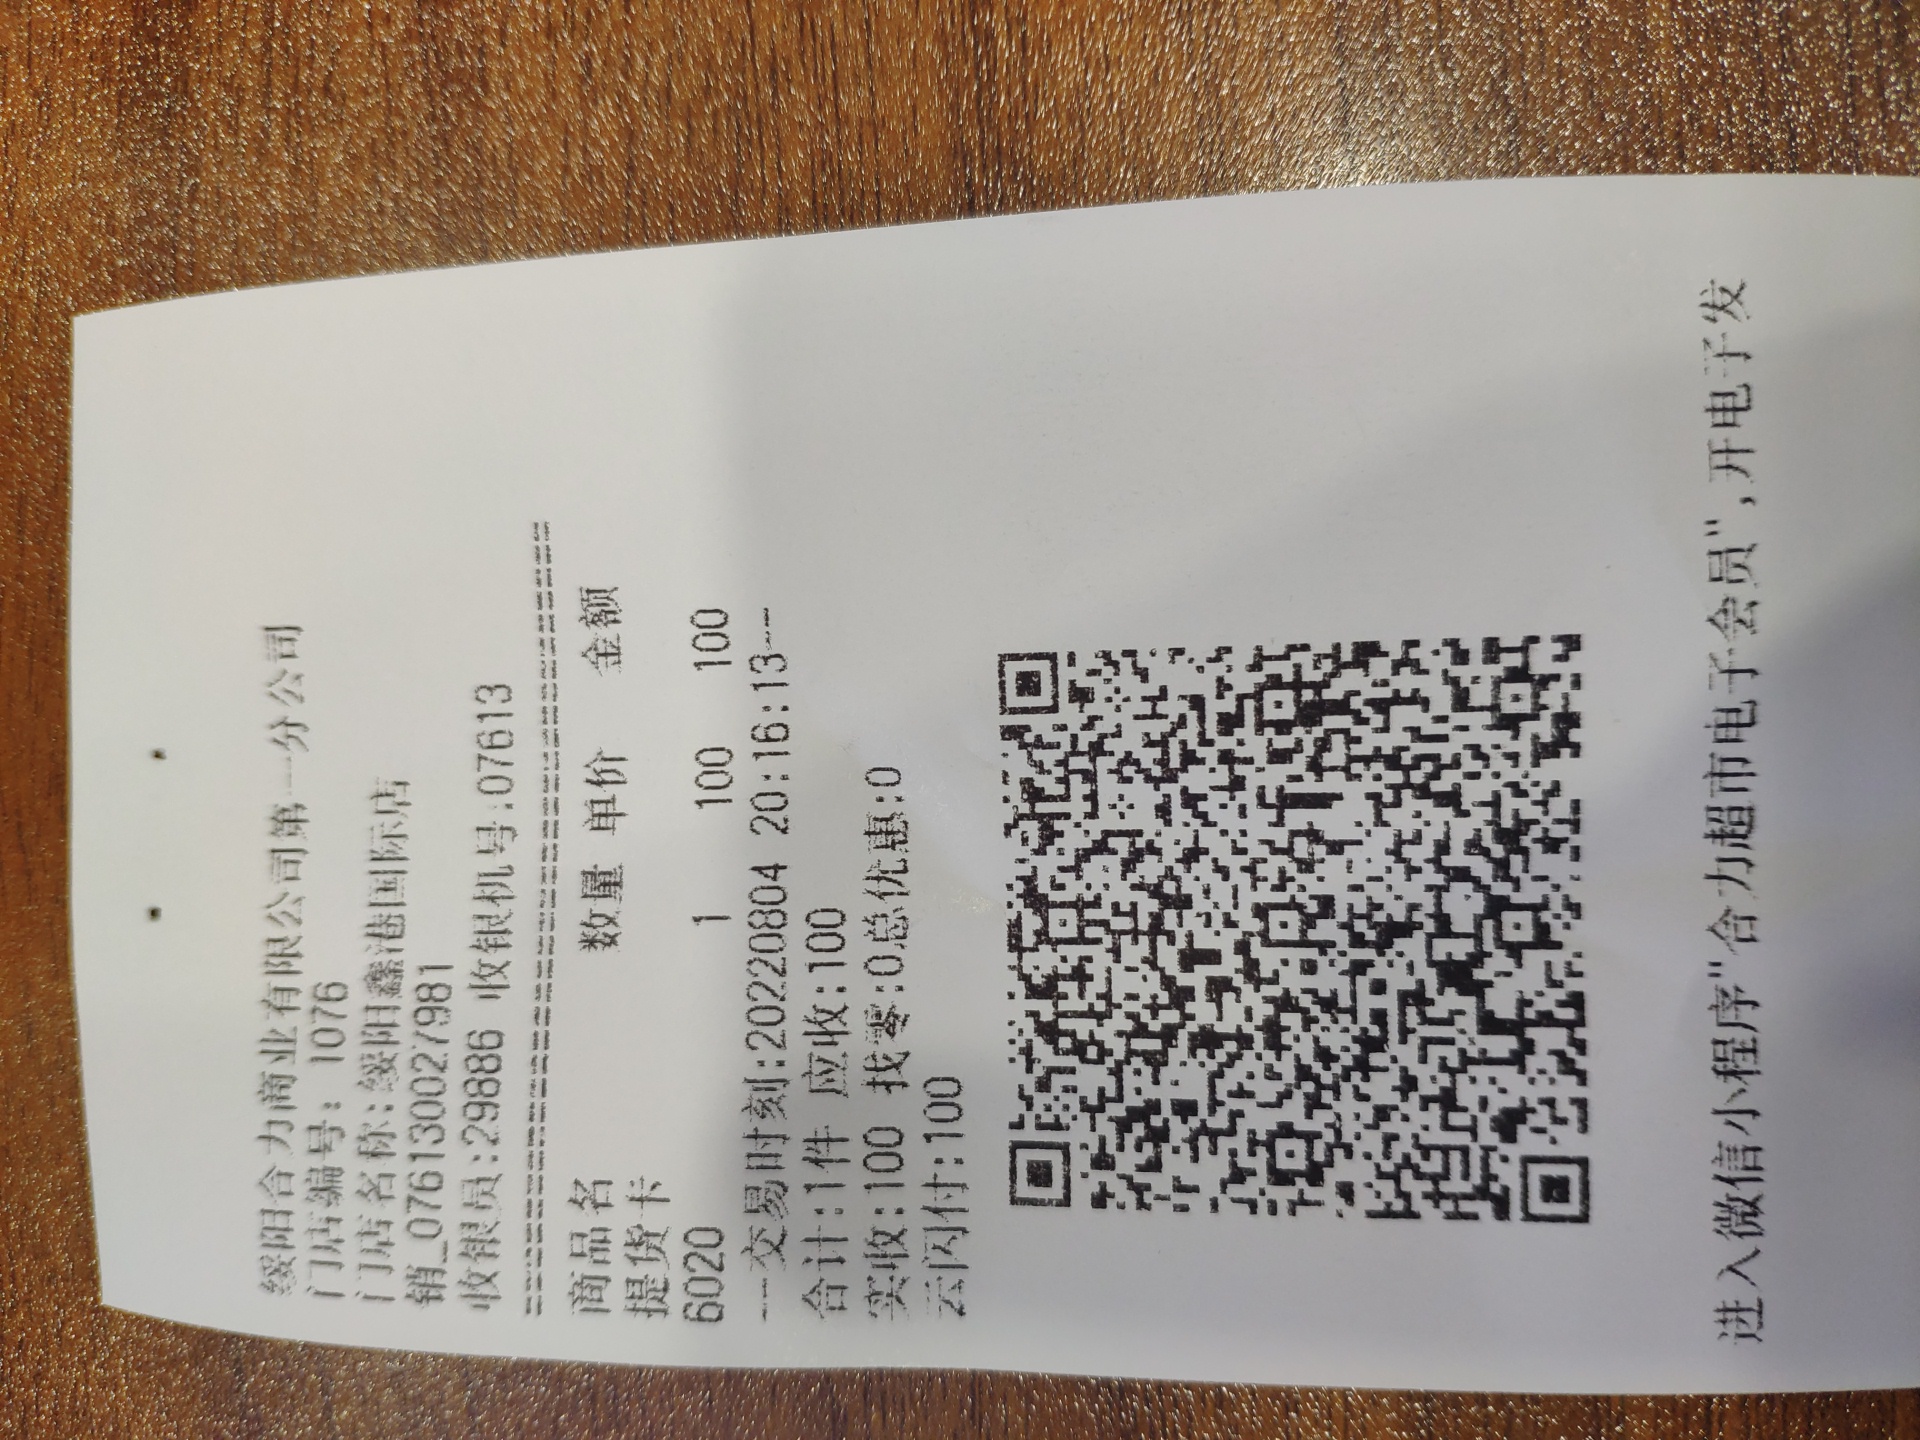 绥阳合力商业有限公司第一分公司
门店编号: 1076
门店名称:绥阳鑫港国际店
销_076130027981
收银员:29886 收银机号:07613
商品名 数量 单价 金额
提货卡
6020 1 100 100
--交易时刻:20220804 20:16:13--
合计:1件 应收:100
实收:100 找零:0总优惠:0
云闪付:100
进入微信小程序"合力超市电子会员",开电子发